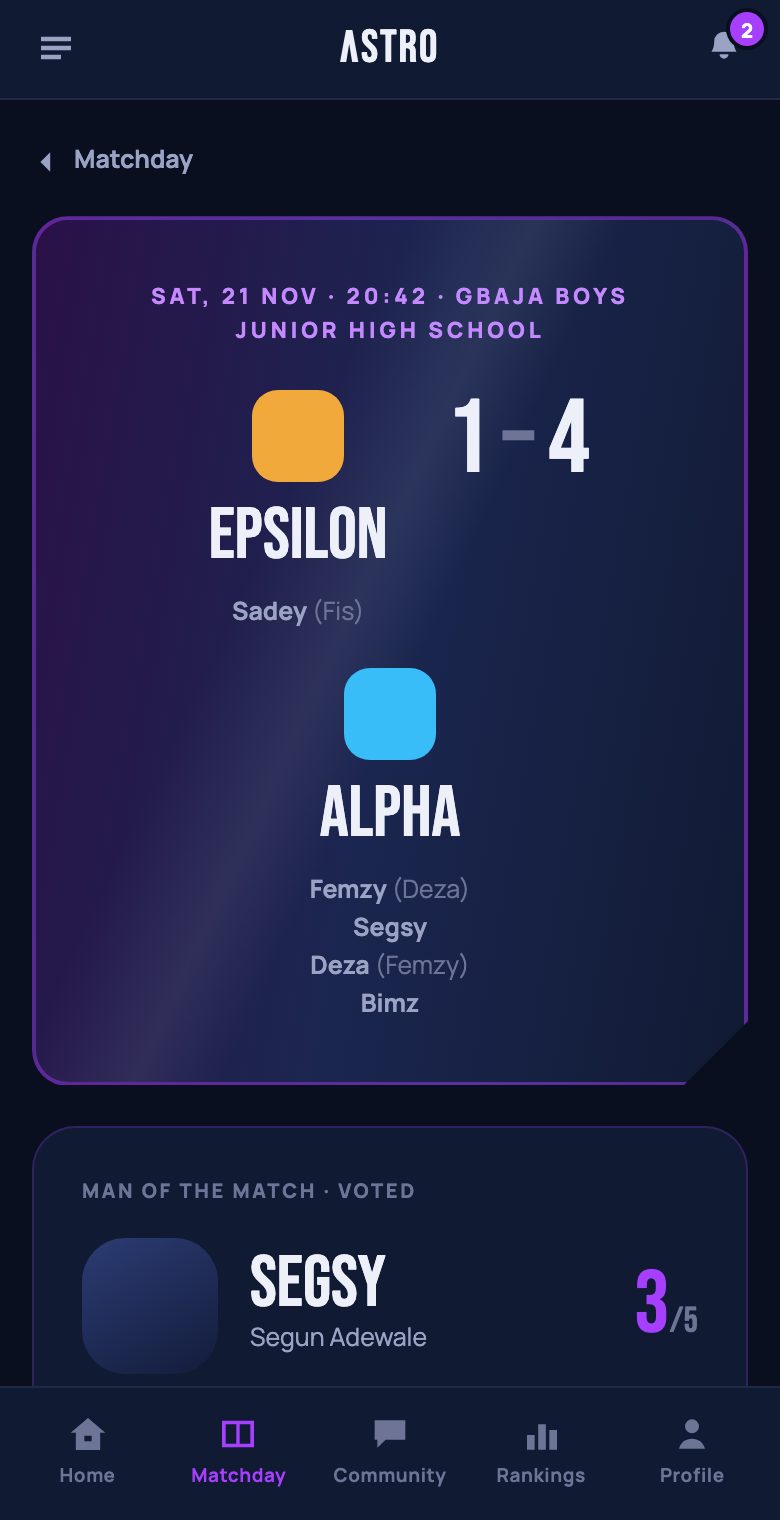 ASTRO
2
Matchday
SAT, 21 NOV · 20:42 · GBAJA BOYS
JUNIOR HIGH SCHOOL
1 – 4
EPSILON
Sadey (Fis)
ALPHA
Femzy (Deza)
Segsy
Deza (Femzy)
Bimz
MAN OF THE MATCH · VOTED
SEGSY
Segun Adewale
3/5
Home
Matchday
Community
Rankings
Profile